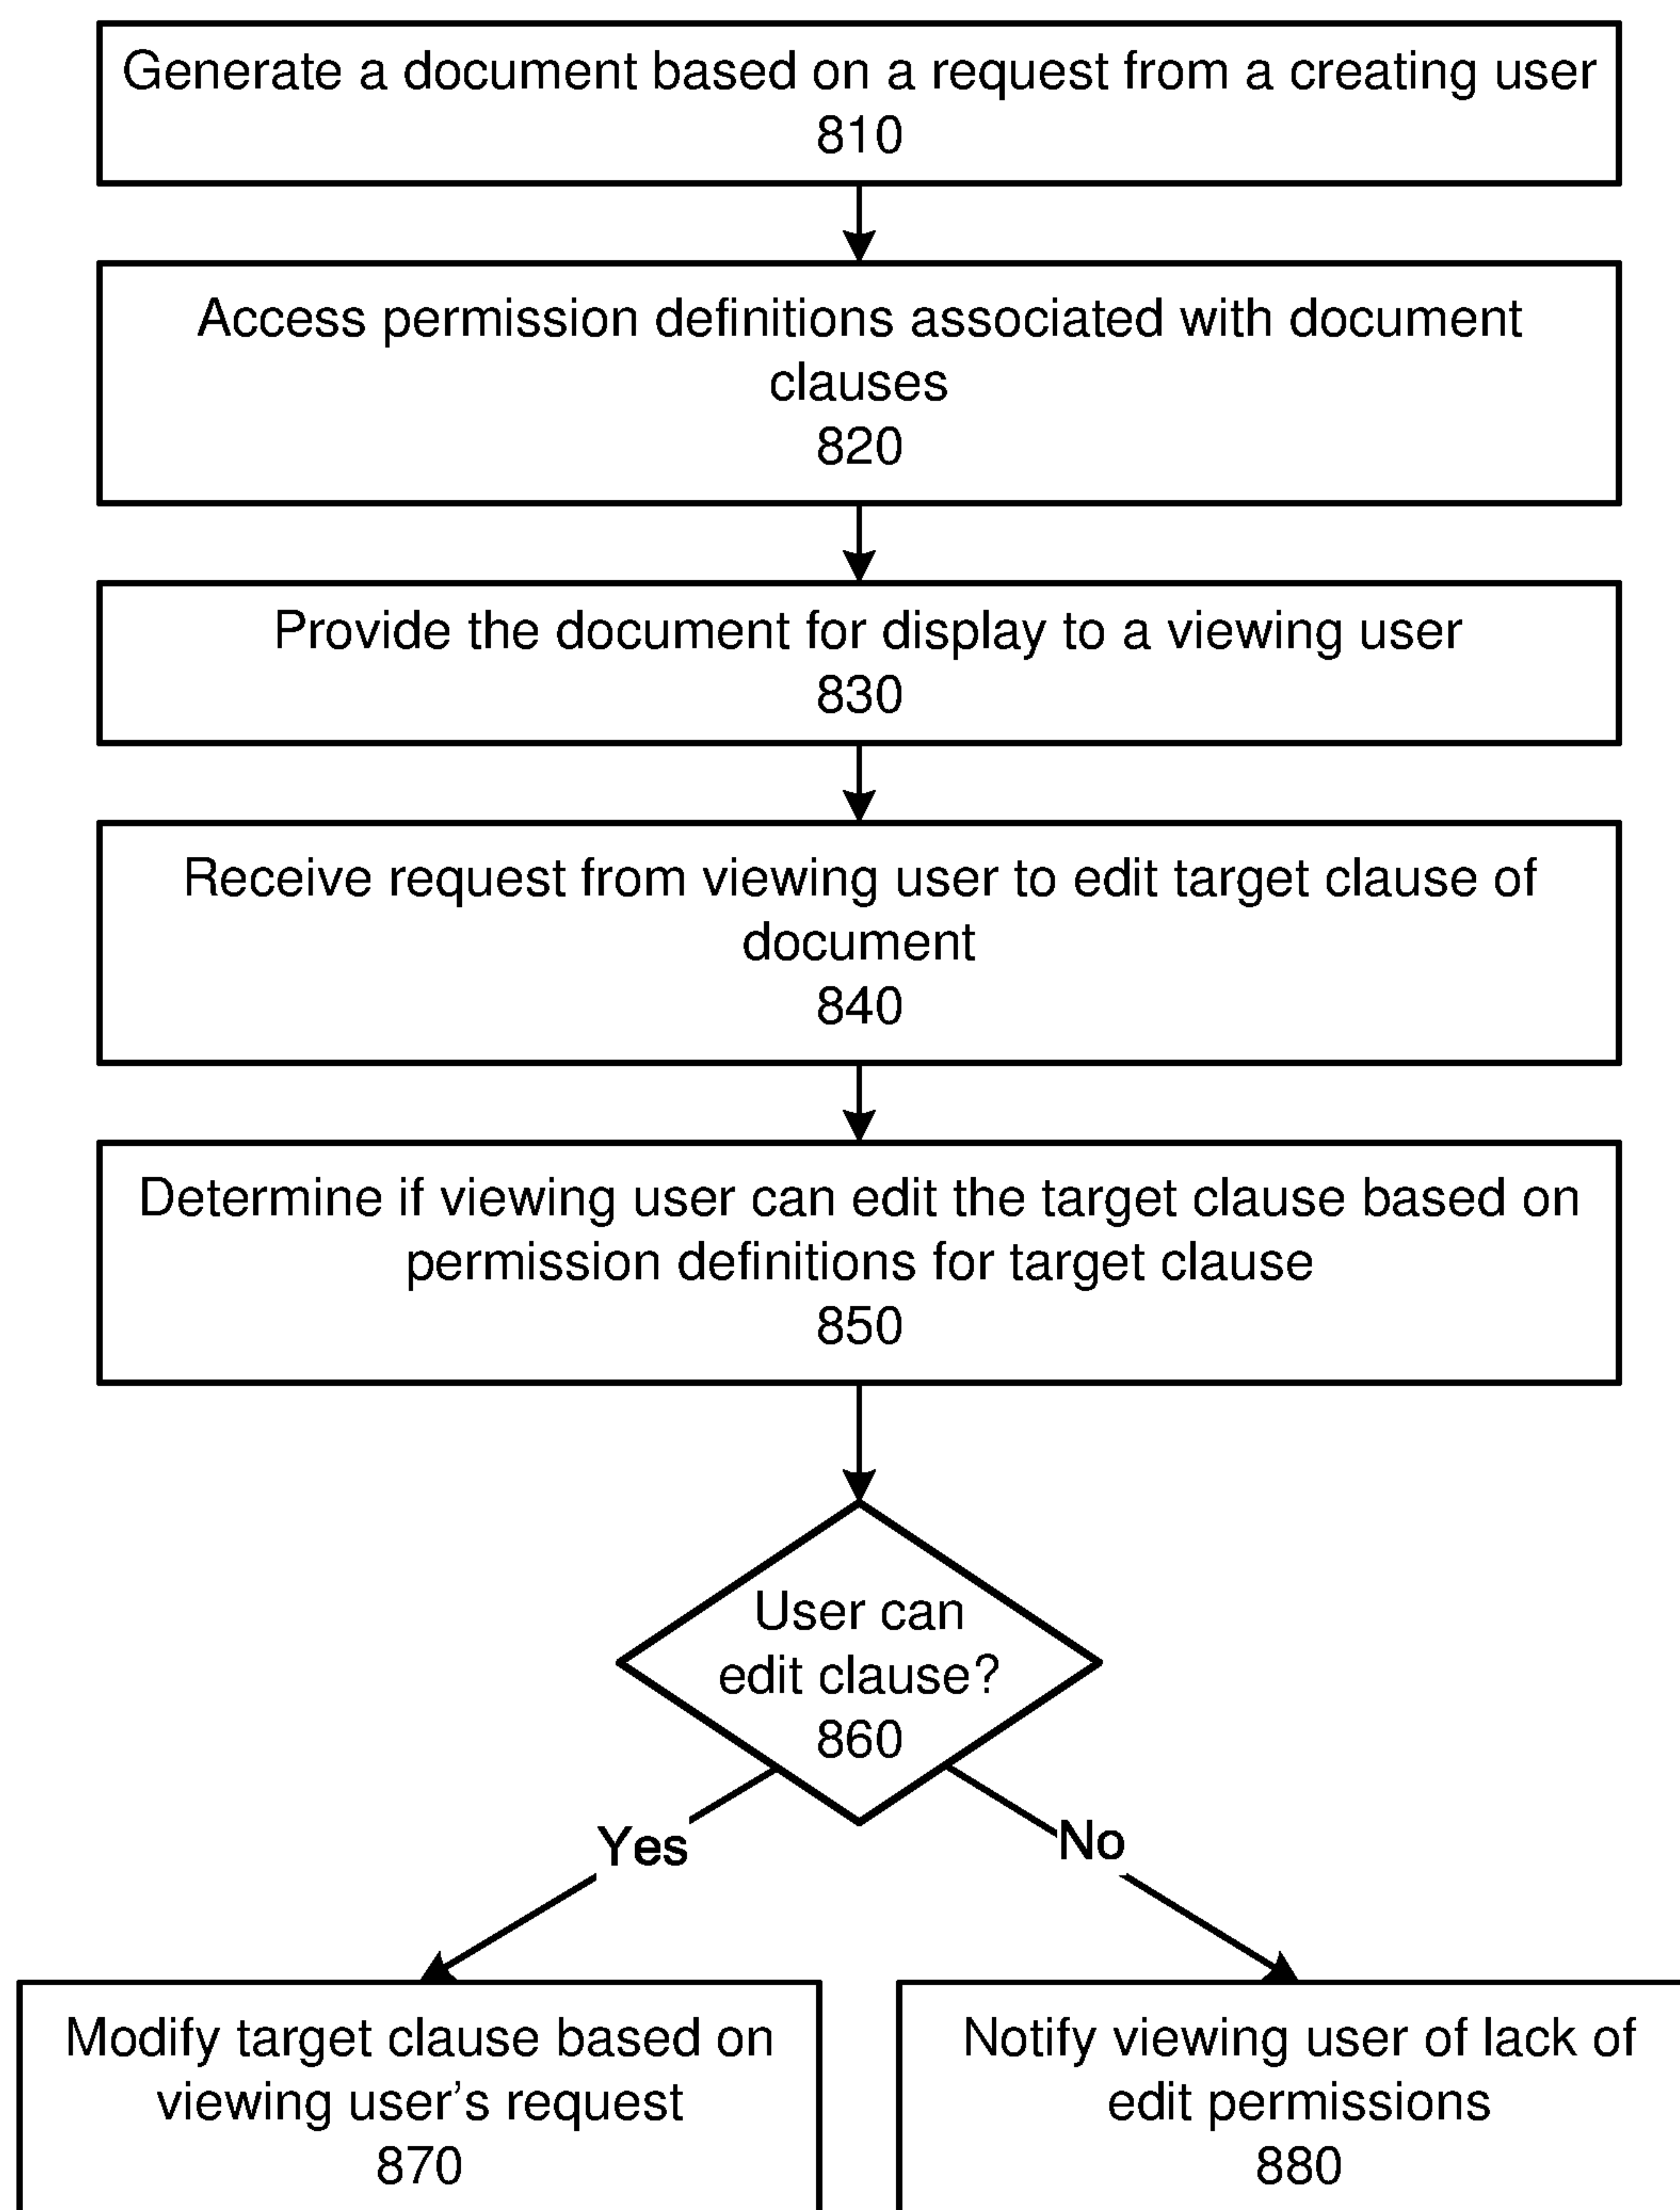 Generate a document based on a request from a creating user
810
Access permission definitions associated with document
clauses
820
Provide the document for display to a viewing user
830
Receive request from viewing user to edit target clause of
document
840
Determine if viewing user can edit the target clause based on
permission definitions for target clause
850
User can
edit clause?
860
Yes
No
Modify target clause based on
viewing user’s request
870
Notify viewing user of lack of
edit permissions
880